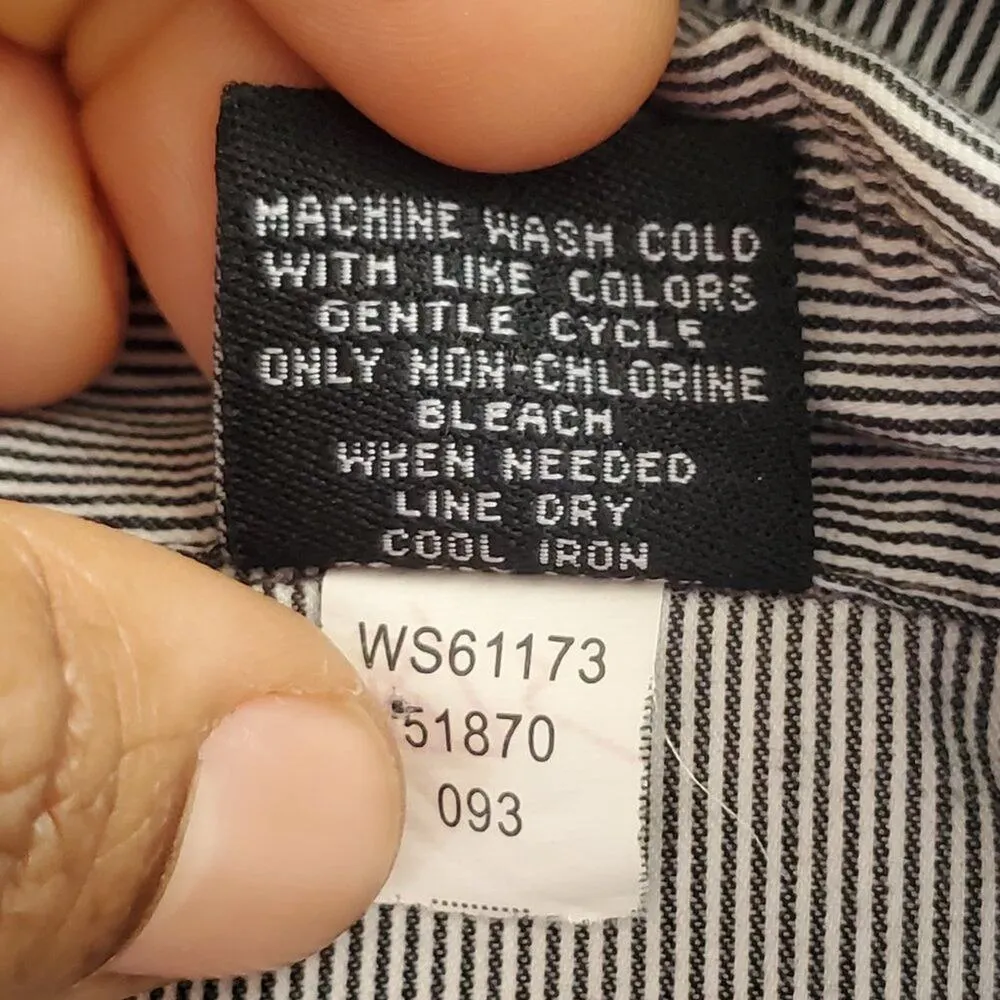 MACHINE WASH COLD
WITH LIKE COLORS
GENTLE CYCLE
ONLY NON-CHLORINE
BLEACH
WHEN NEEDED
LINE DRY
COOL IRON
WS61173
51870
093